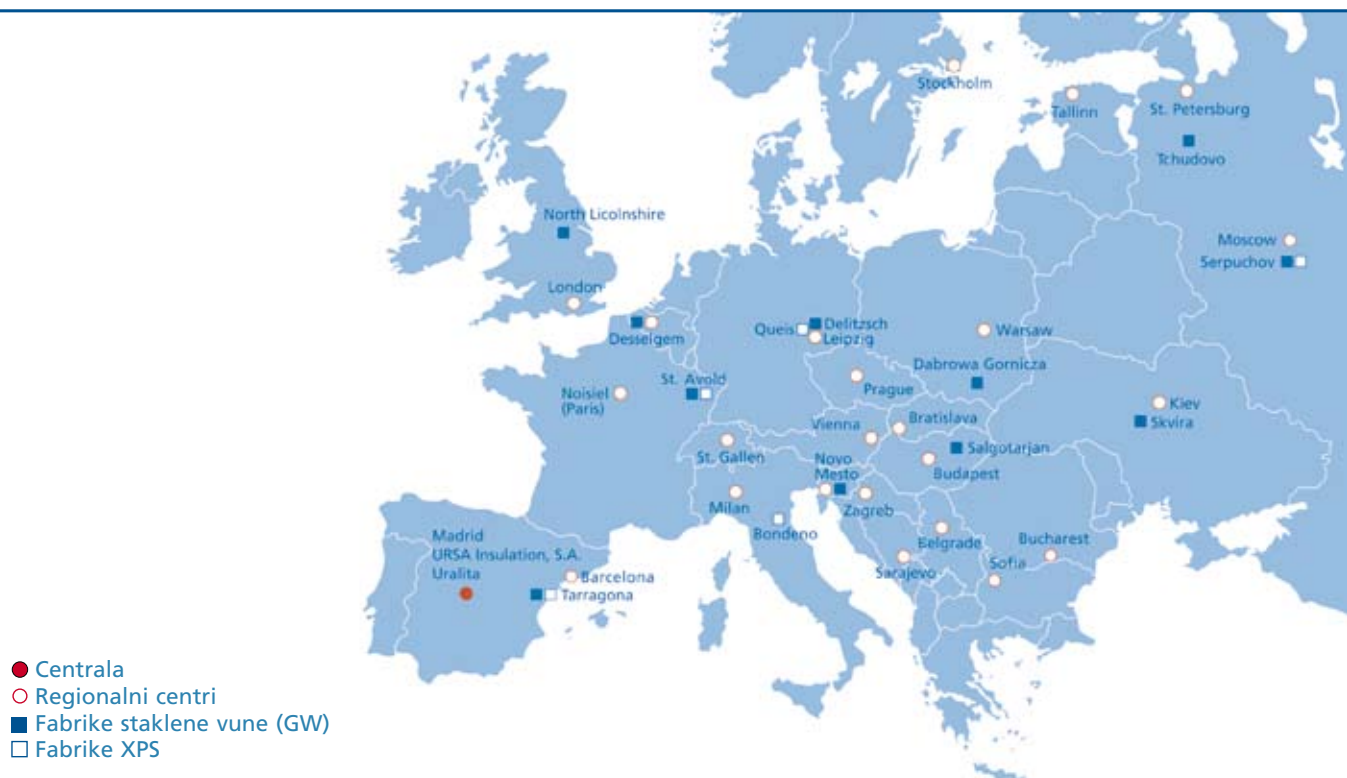 Stockholm
Tallinn
St. Petersburg
Tchudovo
North Licolnshire
Moscow
Serpuchov
London
Desselgem
Queis
Delitzsch
Leipzig
Warsaw
Dabrowa Gornicza
St. Avold
Prague
Noisiel
(Paris)
Kiev
Skvira
Vienna
Bratislava
St. Gallen
Novo
Mesto
Salgotarjan
Budapest
Milan
Zagreb
Bondeno
Belgrade
Bucharest
Sarajevo
Sofia
Madrid
URSA Insulation, S.A.
Uralita
Barcelona
Tarragona
Centrala
Regionalni centri
Fabrike staklene vune (GW)
Fabrike XPS